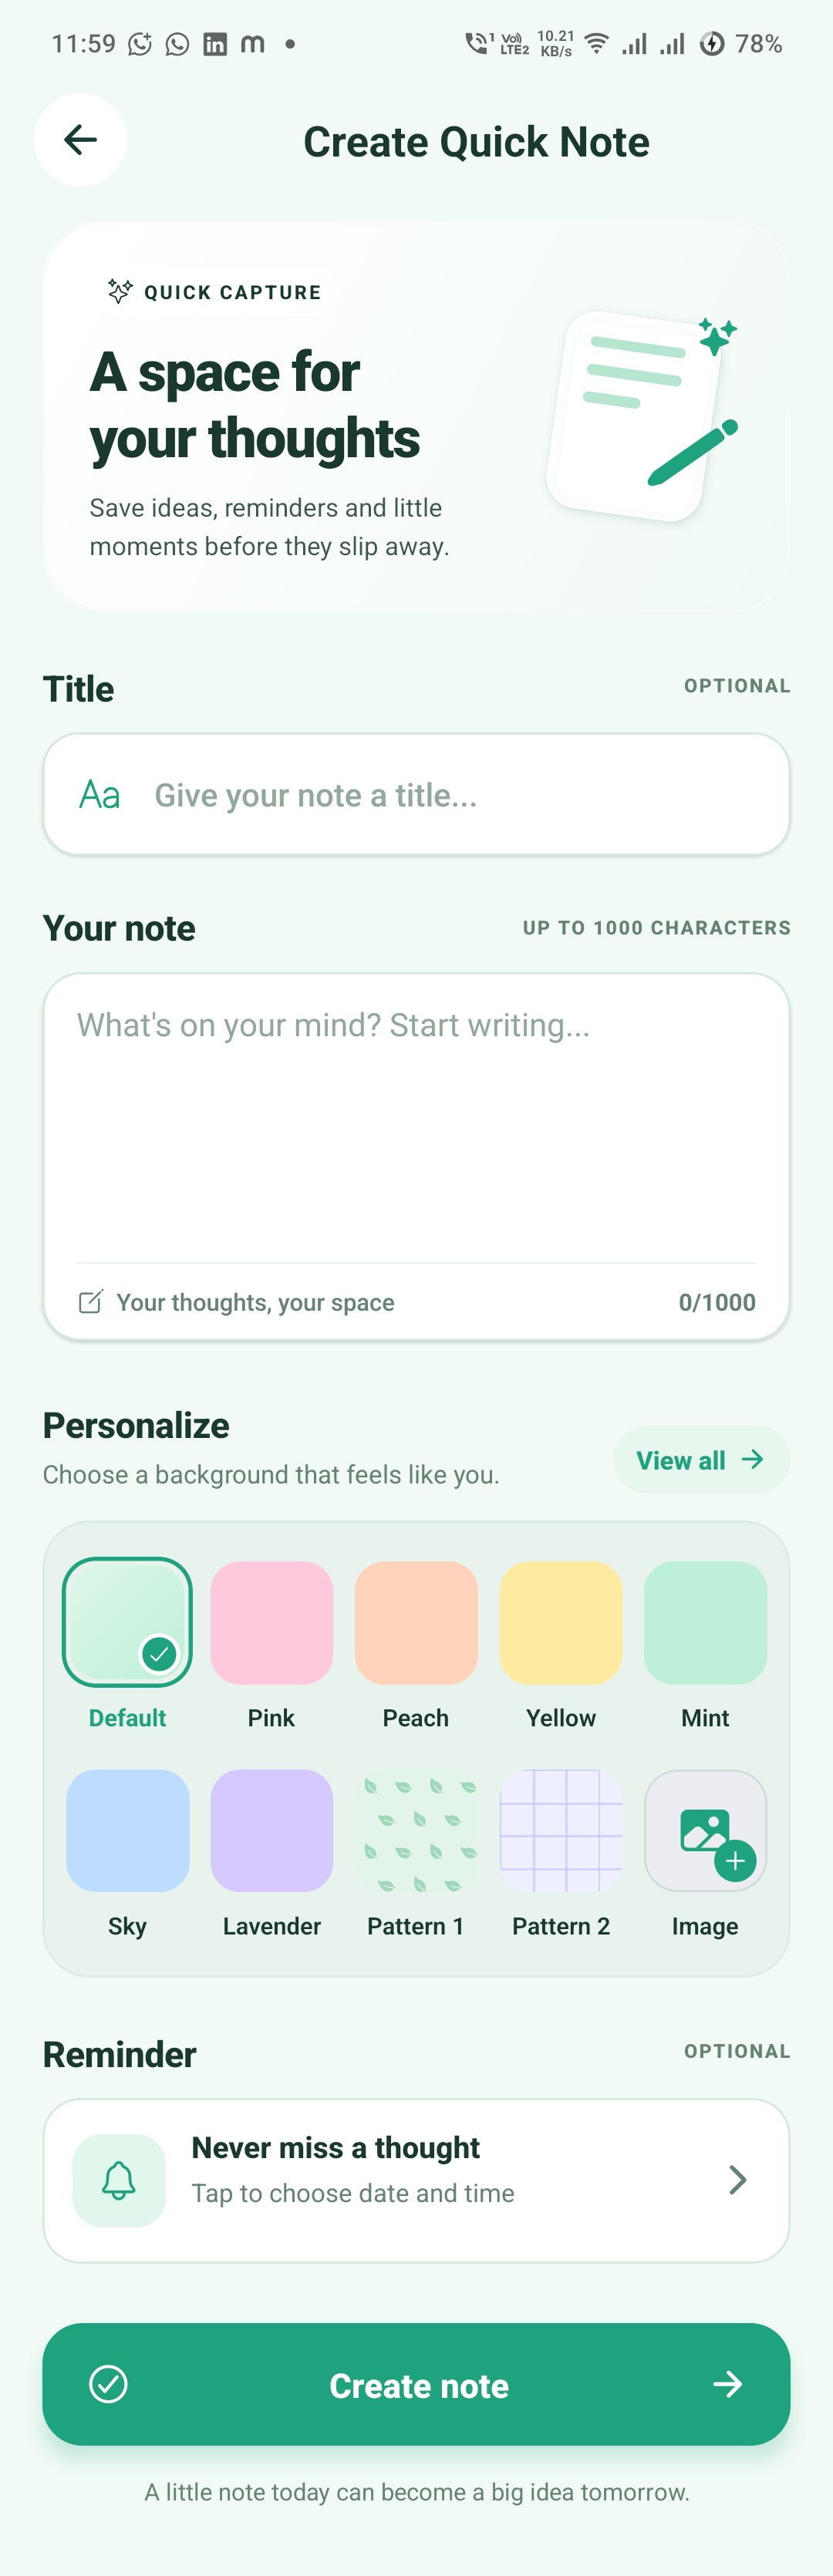 11:59
1 Vo) LTE2 10.21 KB/s 78%
Create Quick Note
QUICK CAPTURE
A space for
your thoughts
Save ideas, reminders and little
moments before they slip away.
Title OPTIONAL
Aa Give your note a title...
Your note UP TO 1000 CHARACTERS
What's on your mind? Start writing...
Your thoughts, your space 0/1000
Personalize
Choose a background that feels like you.
View all
Default Pink Peach Yellow Mint
Sky Lavender Pattern 1 Pattern 2 Image
Reminder OPTIONAL
Never miss a thought
Tap to choose date and time
Create note
A little note today can become a big idea tomorrow.